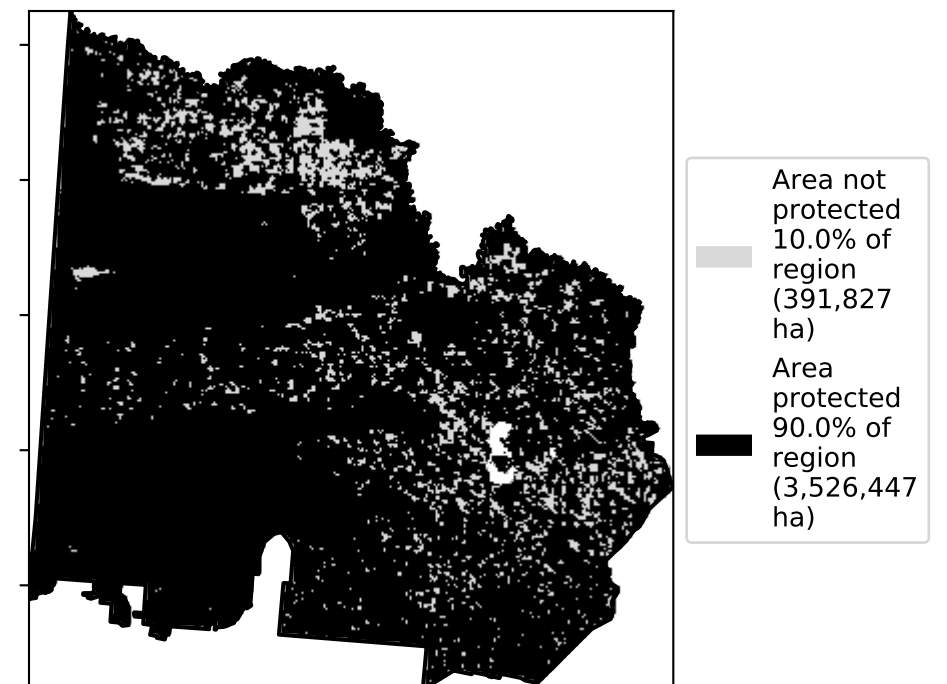 Area not
protected
10.0% of
region
(391,827
ha)
Area
protected
90.0% of
region
(3,526,447
ha)